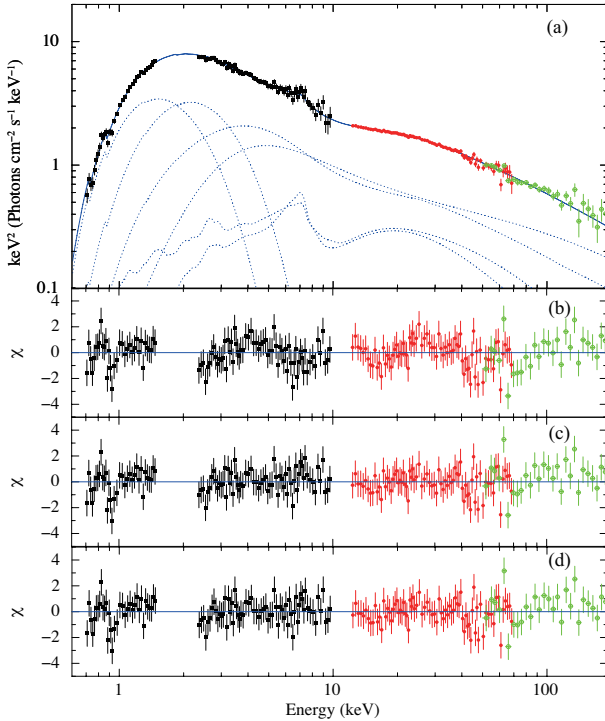 (a)
10
1
0.1
keV² (Photons cm⁻² s⁻¹ keV⁻¹)
(b)
4
2
0
−2
−4
χ
(c)
4
2
0
−2
−4
χ
(d)
4
2
0
−2
−4
χ
1 10 100
Energy (keV)